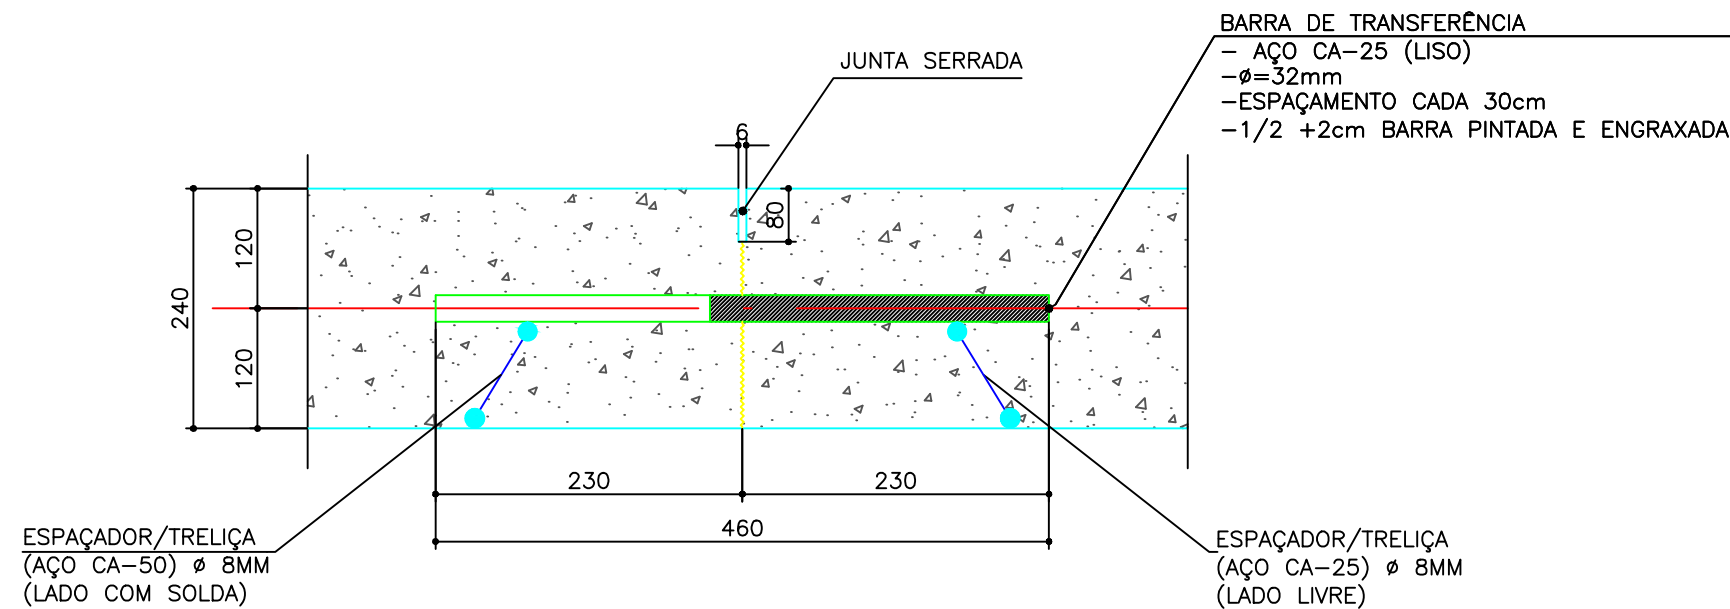 BARRA DE TRANSFERÊNCIA
- AÇO CA-25 (LISO)
-ø=32mm
-ESPAÇAMENTO CADA 30cm
-1/2 +2cm BARRA PINTADA E ENGRAXADA
JUNTA SERRADA
6
80
120
240
120
230
230
460
ESPAÇADOR/TRELIÇA
(AÇO CA-50) ø 8MM
(LADO COM SOLDA)
ESPAÇADOR/TRELIÇA
(AÇO CA-25) ø 8MM
(LADO LIVRE)